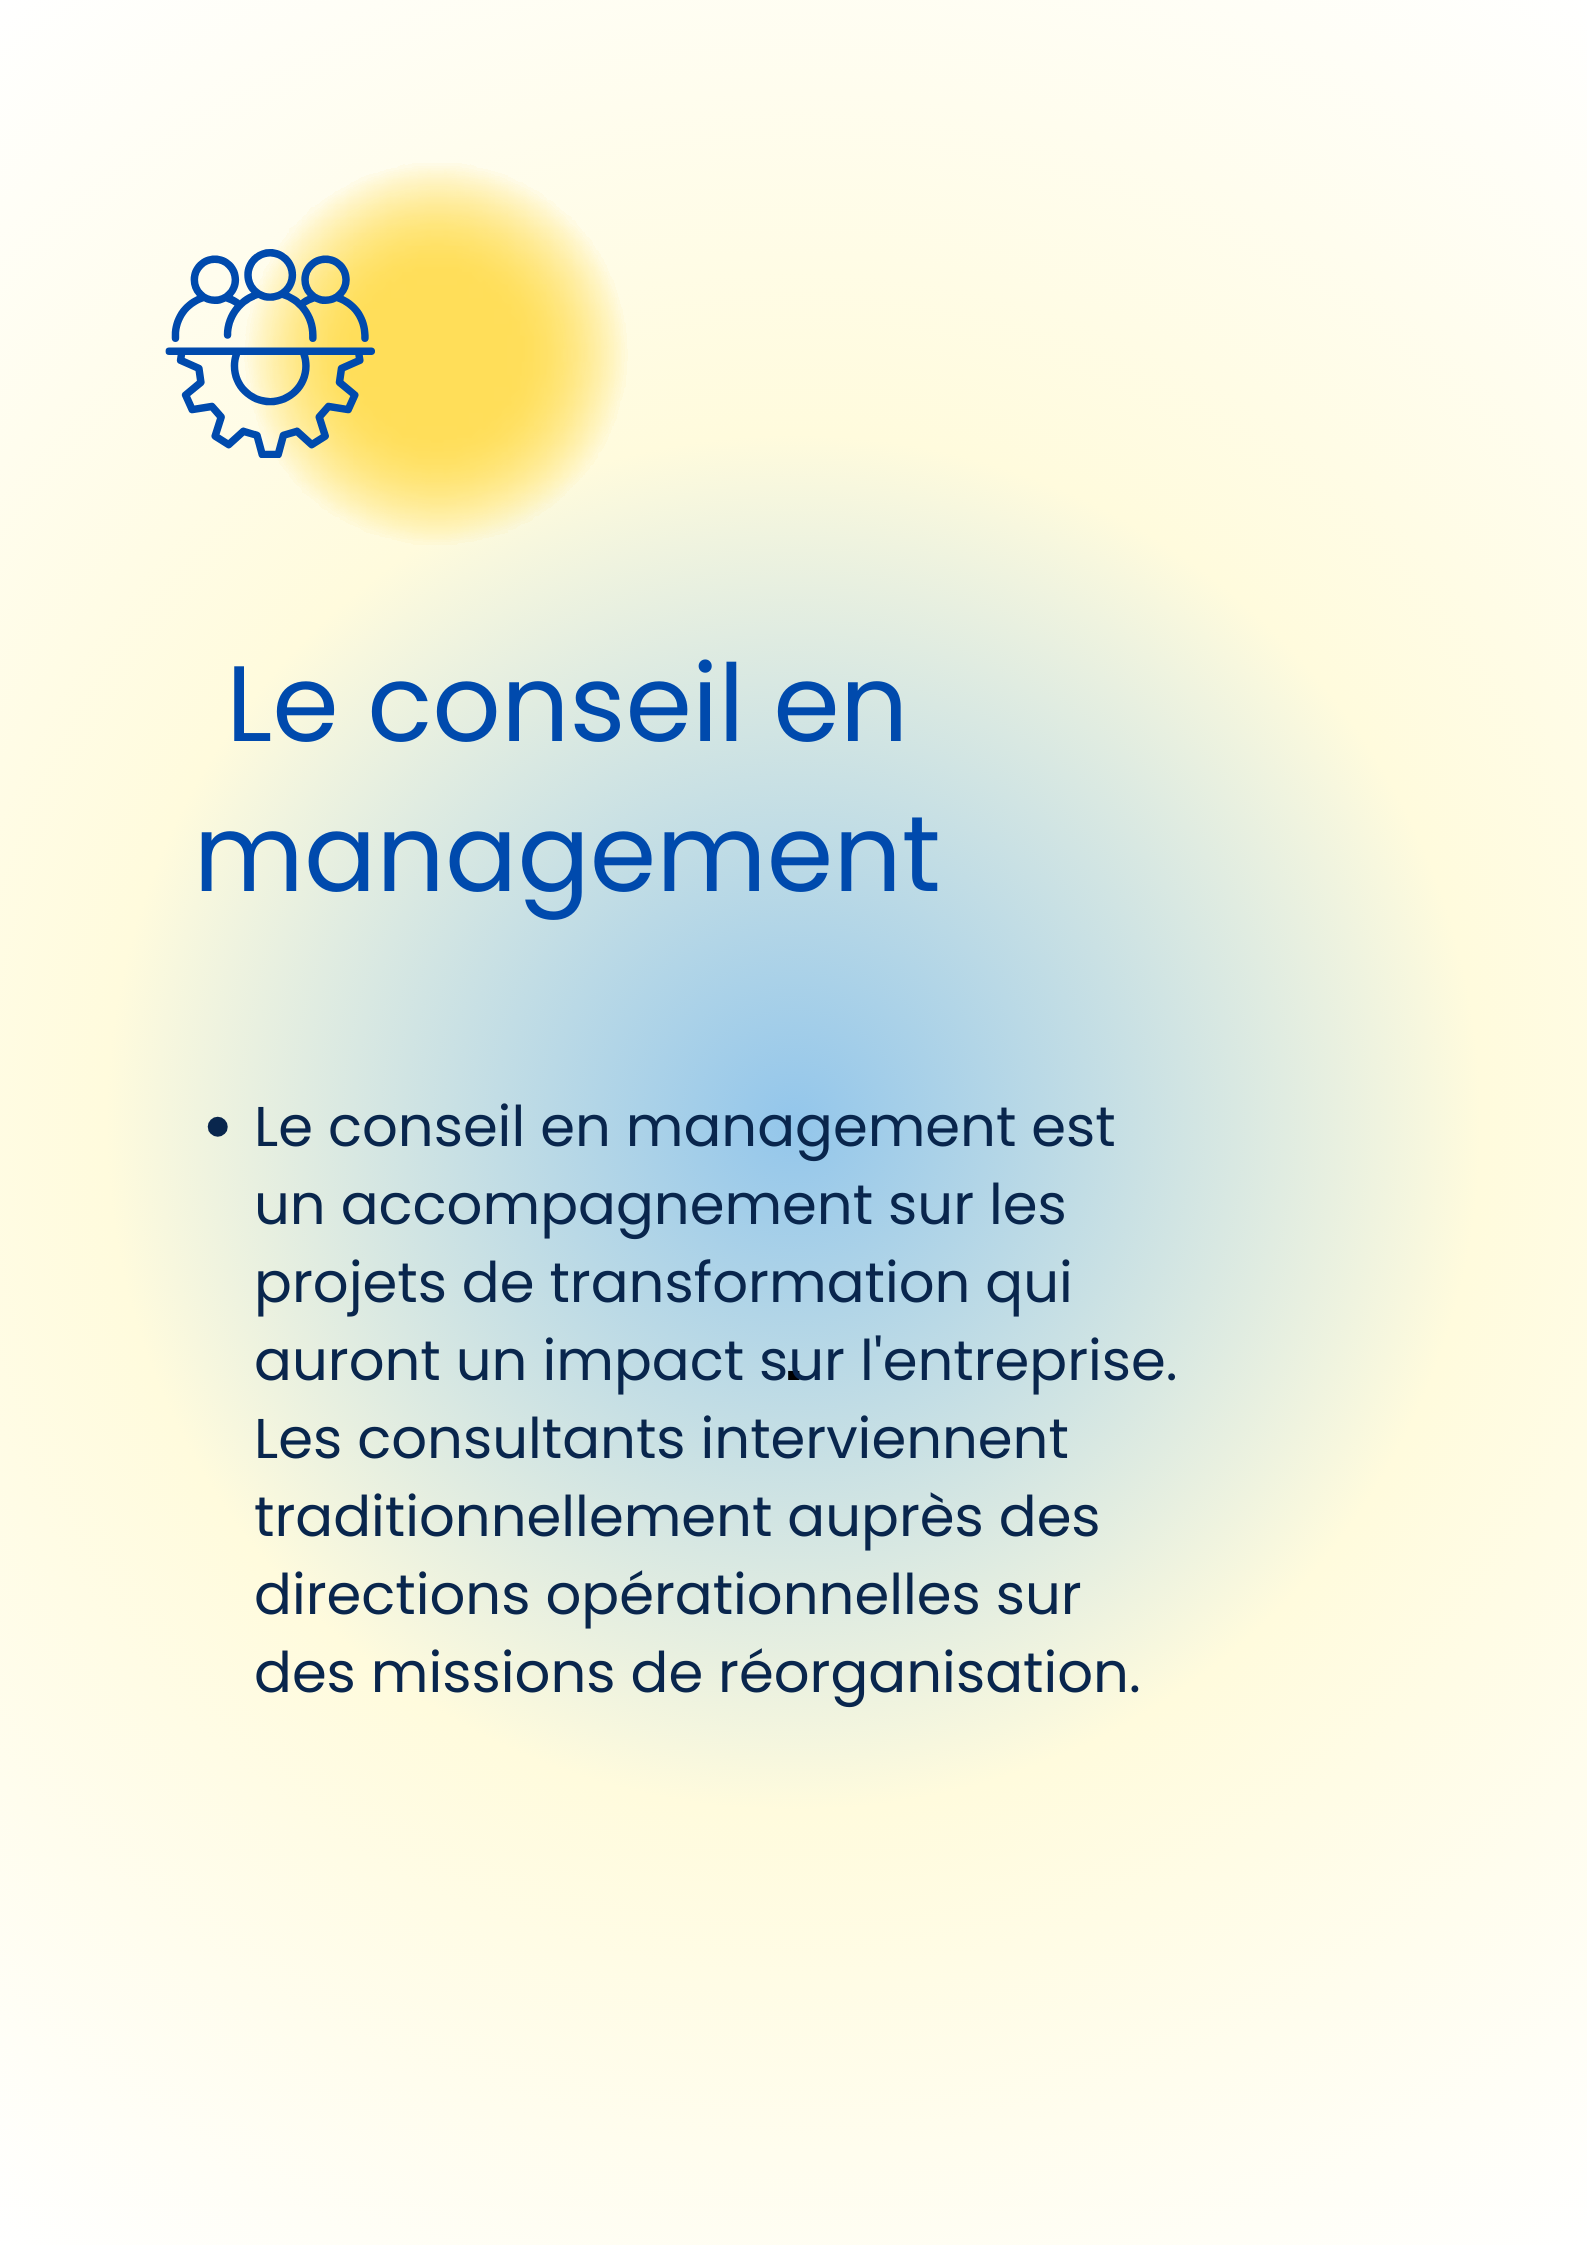 Le conseil en
management
• Le conseil en management est
un accompagnement sur les
projets de transformation qui
auront un impact sur l'entreprise.
Les consultants interviennent
traditionnellement auprès des
directions opérationnelles sur
des missions de réorganisation.